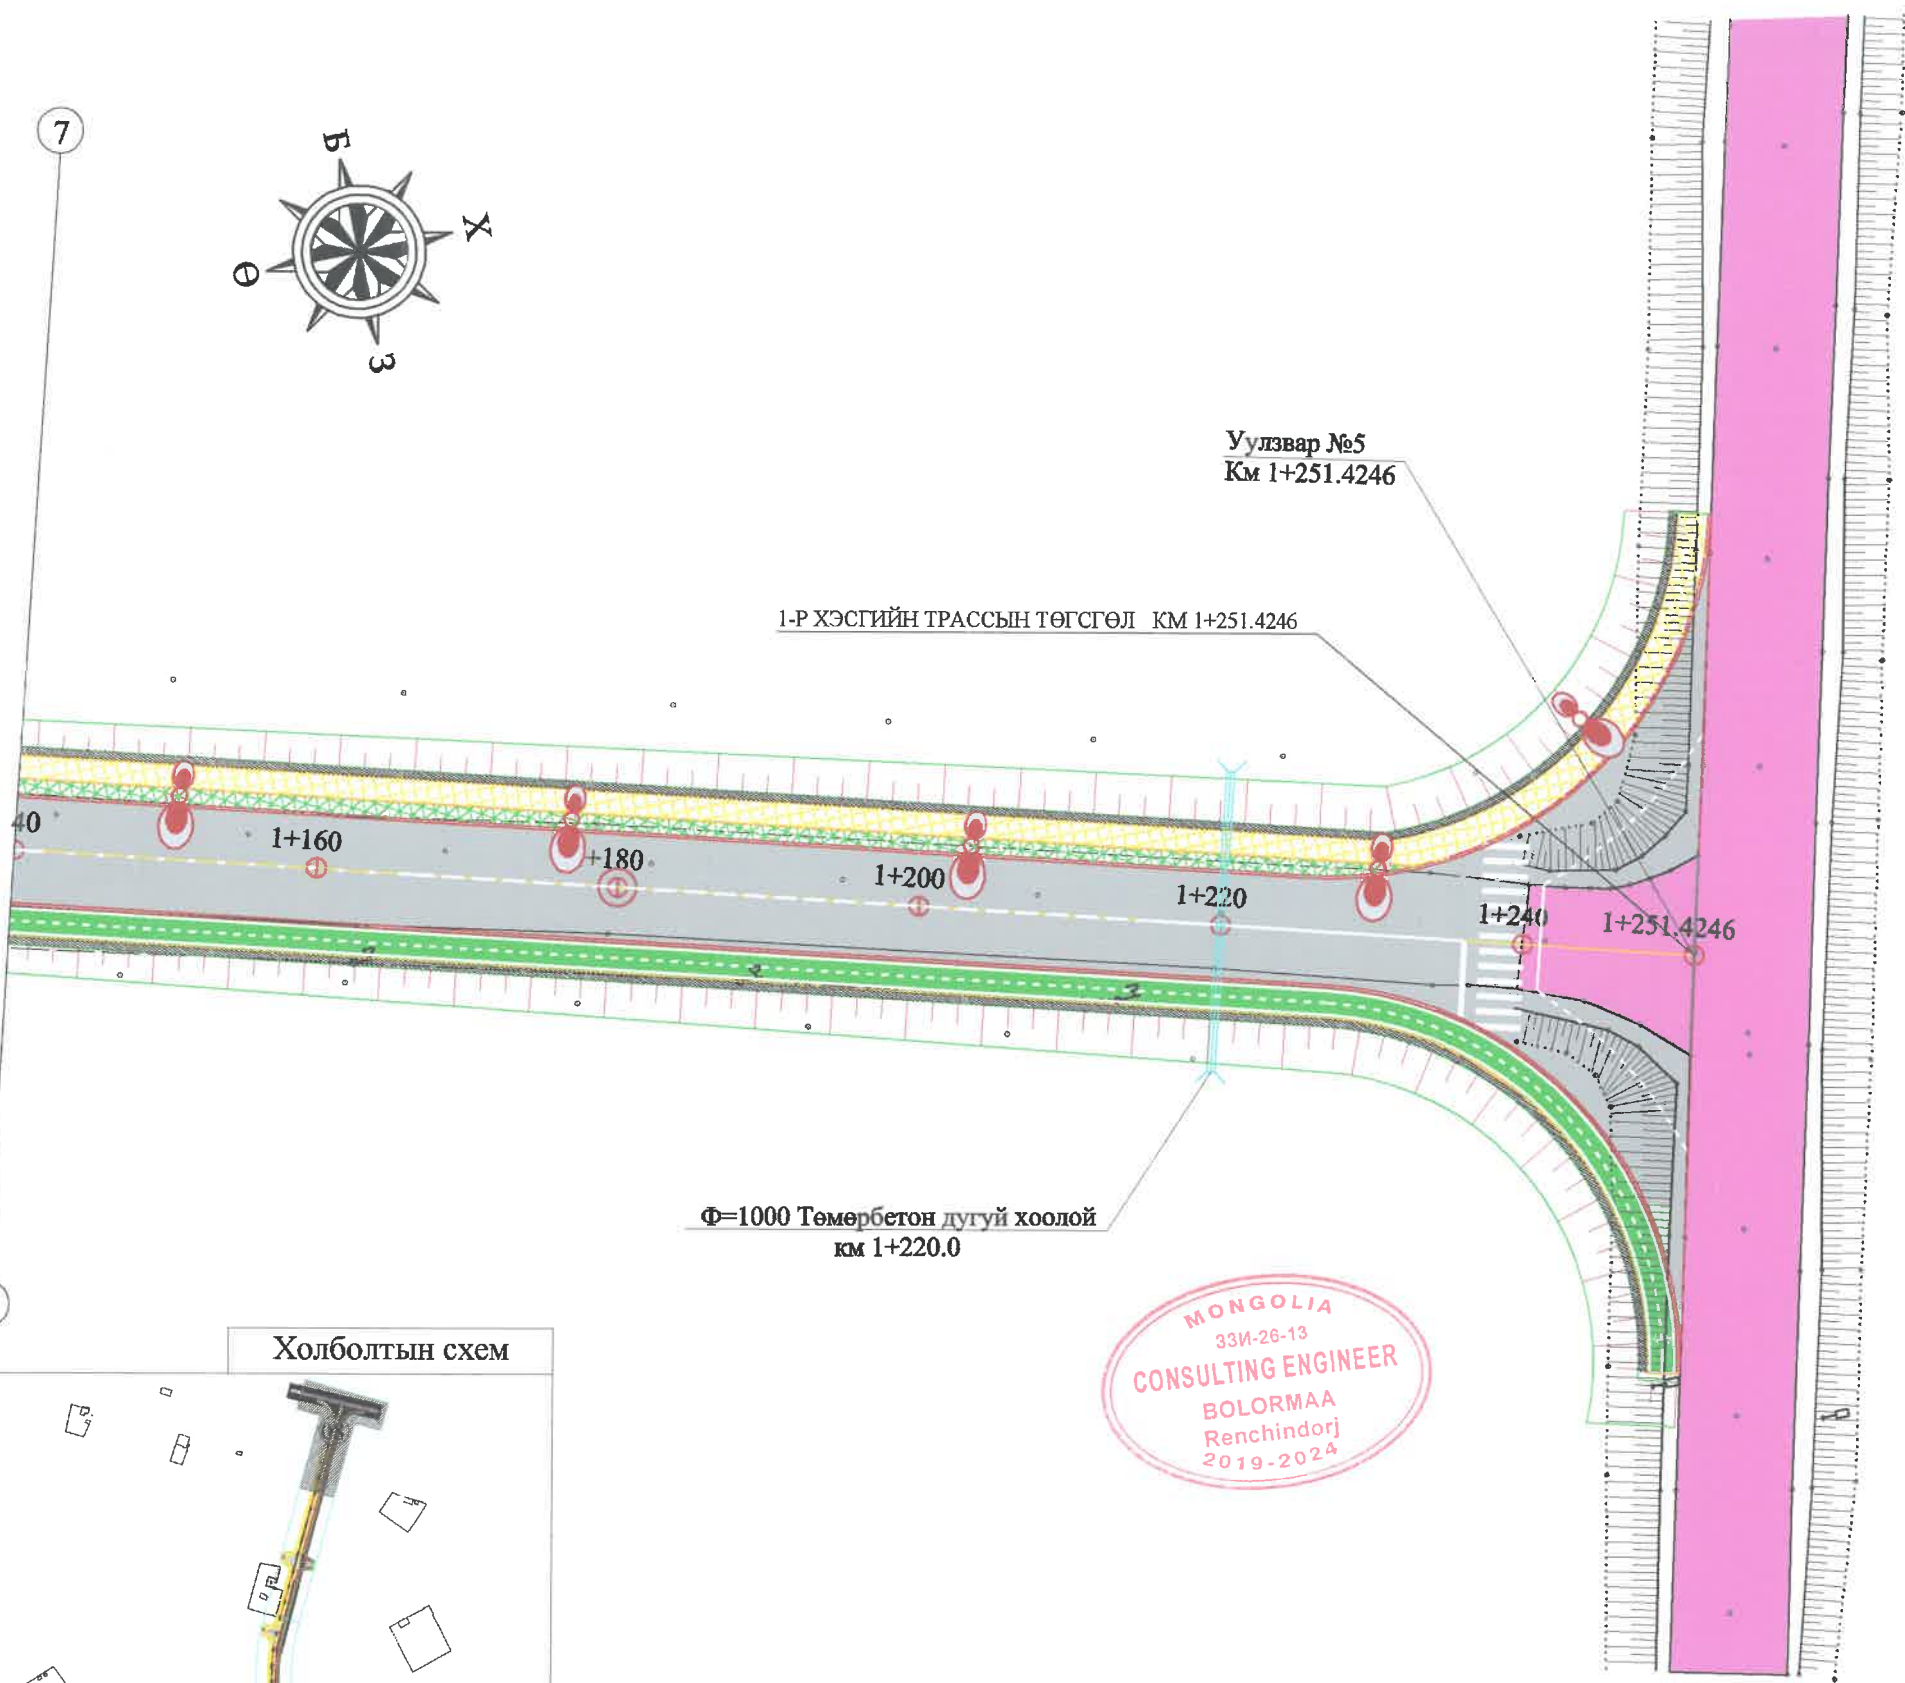 7
Б
Х
Ө
З
Уулзвар №5
Км 1+251.4246
1-Р ХЭСГИЙН ТРАССЫН ТӨГСГӨЛ КМ 1+251.4246
40
1+160
+180
1+200
1+220
1+240
1+251.4246
Ф=1000 Төмөрбетон дугуй хоолой
км 1+220.0
MONGOLIA
33И-26-13
CONSULTING ENGINEER
BOLORMAA
Renchindorj
2019-2024
Холболтын схем